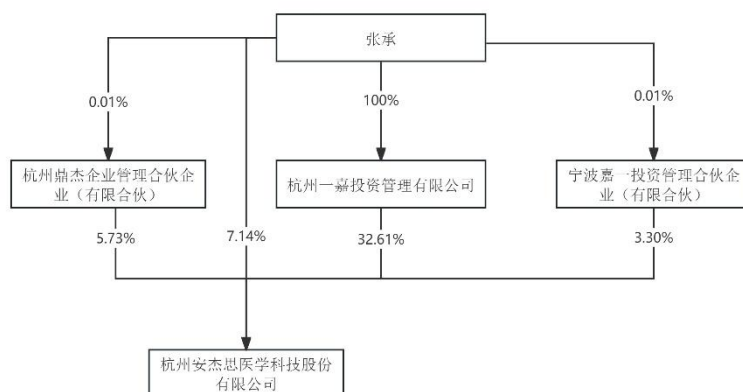 张承
0.01%
100%
0.01%
杭州鼎杰企业管理合伙企
业（有限合伙）
杭州一嘉投资管理有限公司
宁波嘉一投资管理合伙企
业（有限合伙）
5.73%
7.14%
32.61%
3.30%
杭州安杰思医学科技股份
有限公司